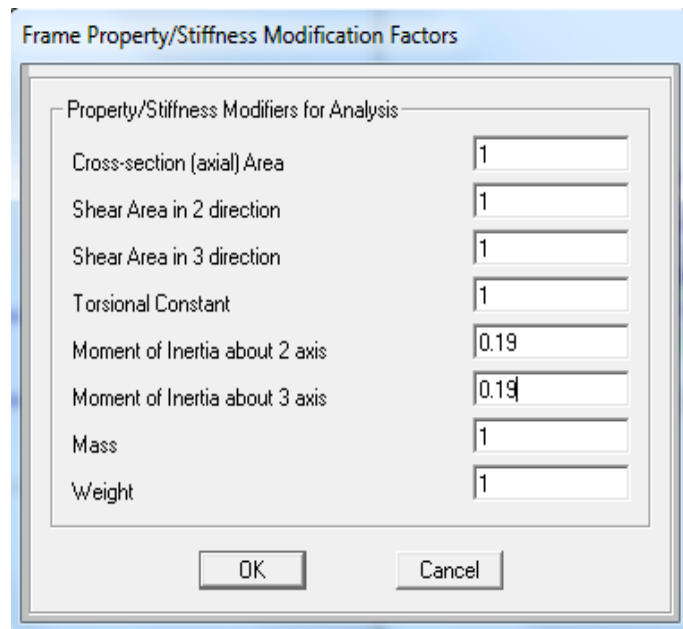 Frame Property/Stiffness Modification Factors
Property/Stiffness Modifiers for Analysis
Cross-section (axial) Area 1
Shear Area in 2 direction 1
Shear Area in 3 direction 1
Torsional Constant 1
Moment of Inertia about 2 axis 0.19
Moment of Inertia about 3 axis 0.19
Mass 1
Weight 1
OK Cancel